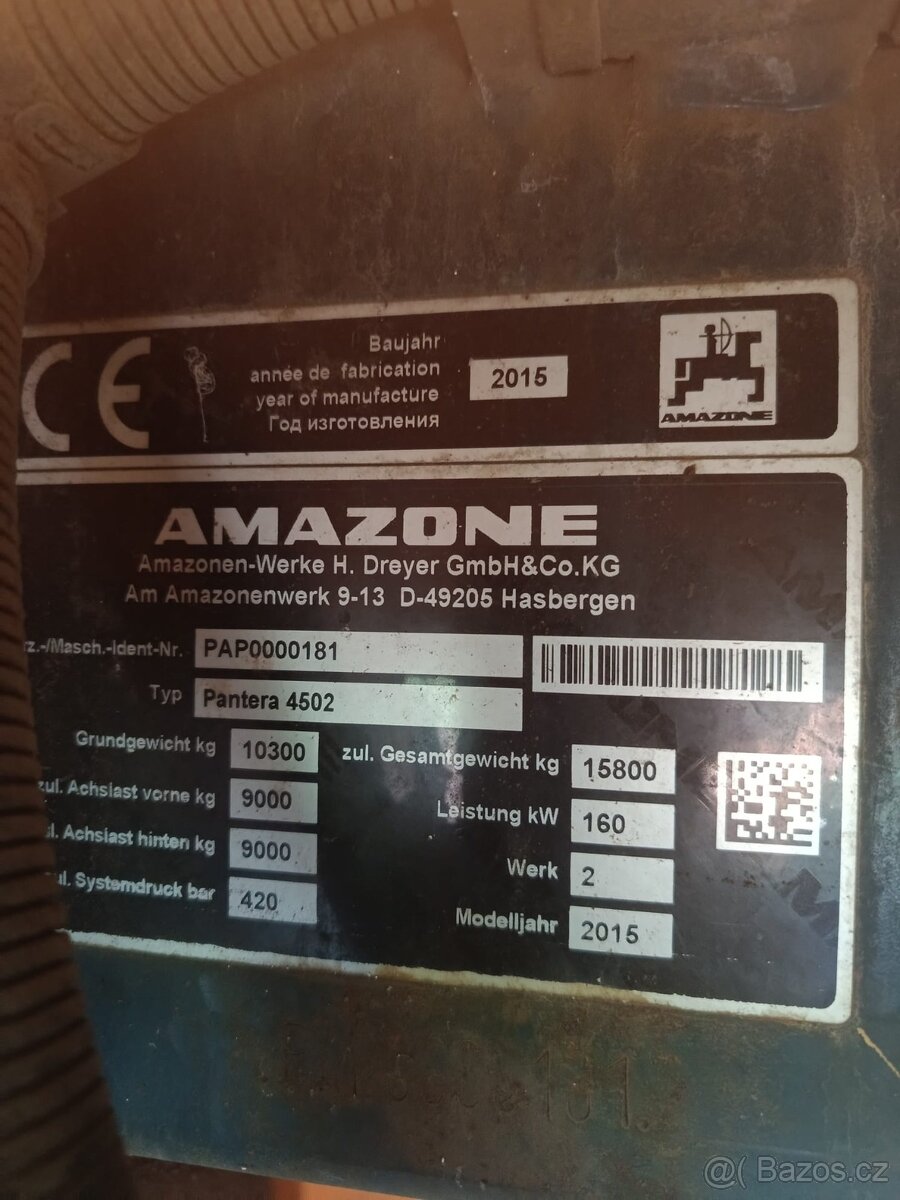 CE
Baujahr
année de fabrication
year of manufacture
Год изготовления
2015
AMAZONE
AMAZONE
Amazonen-Werke H. Dreyer GmbH&Co.KG
Am Amazonenwerk 9-13 D-49205 Hasbergen
rz.-/Masch.-Ident-Nr. PAP0000181
Typ Pantera 4502
Grundgewicht kg 10300 zul. Gesamtgewicht kg 15800
zul. Achslast vorne kg 9000 Leistung kW 160
ul. Achslast hinten kg 9000 Werk 2
zul. Systemdruck bar 420 Modelljahr 2015
@( Bazos.cz